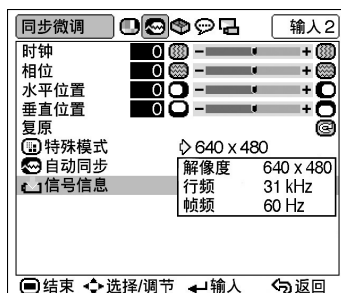 同步微调 输入2
时钟 0 - +
相位 0 - +
水平位置 0 - +
垂直位置 0 - +
复原
特殊模式 640 x 480
自动同步
信号信息
解像度 640 x 480
行频 31 kHz
帧频 60 Hz
结束 选择/调节 输入 返回